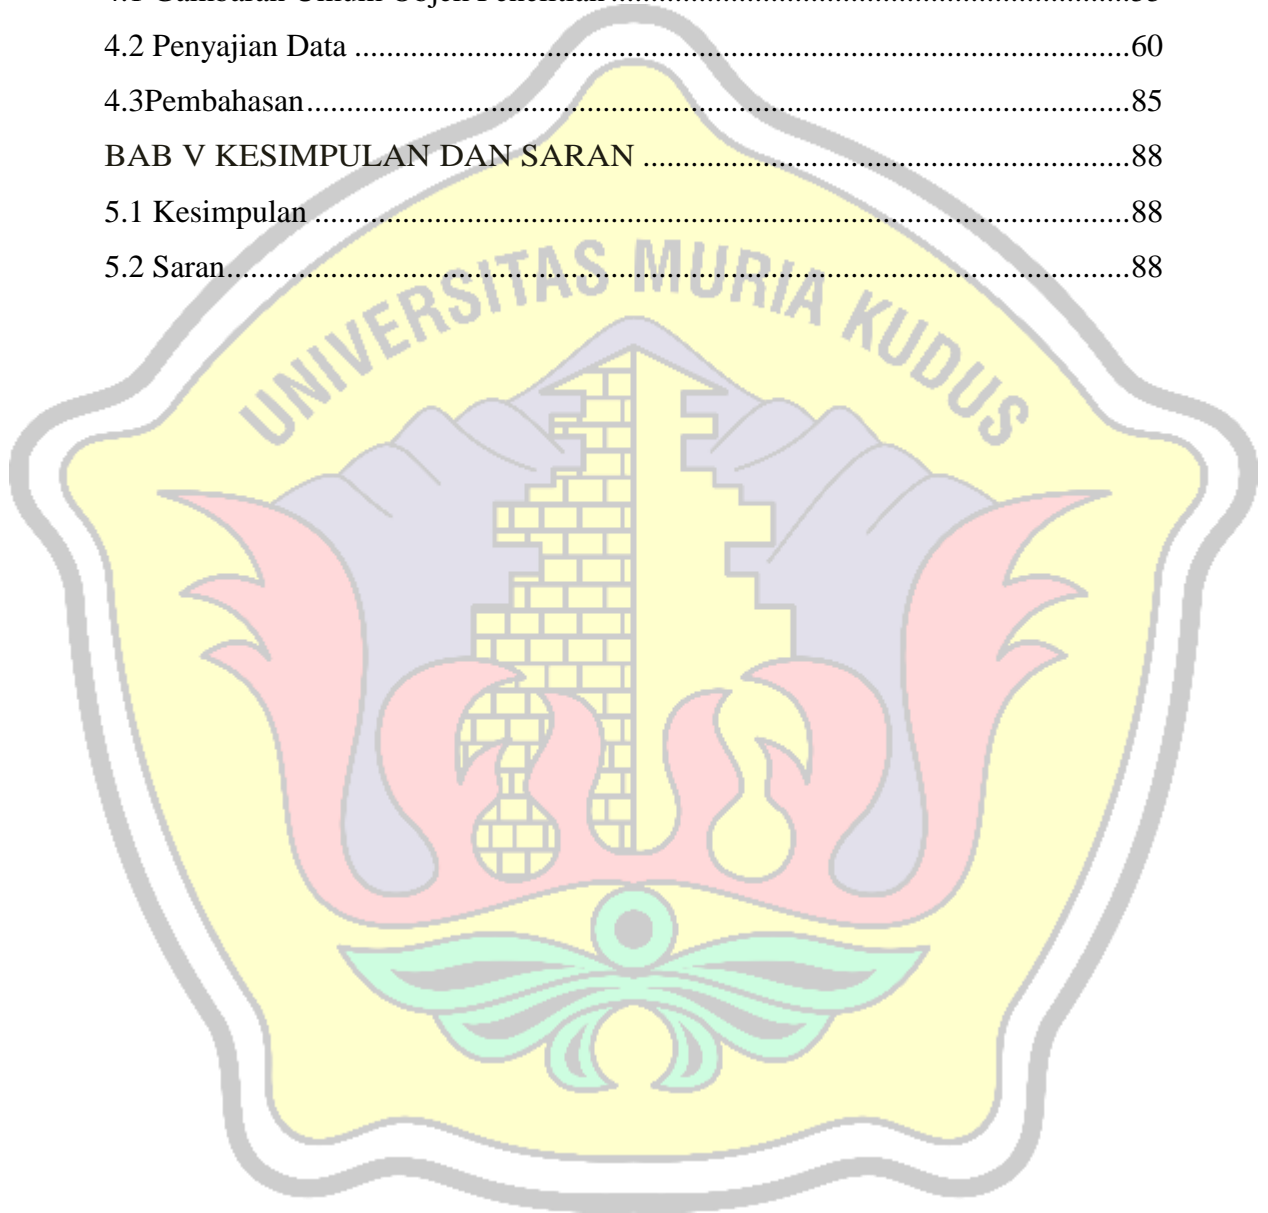 4.2 Penyajian Data ....................................................................................................60
4.3Pembahasan..........................................................................................................85
BAB V KESIMPULAN DAN SARAN ..............................................................88
5.1 Kesimpulan .........................................................................................................88
5.2 Saran....................................................................................................................88
UNIVERSITAS MURIA KUDUS